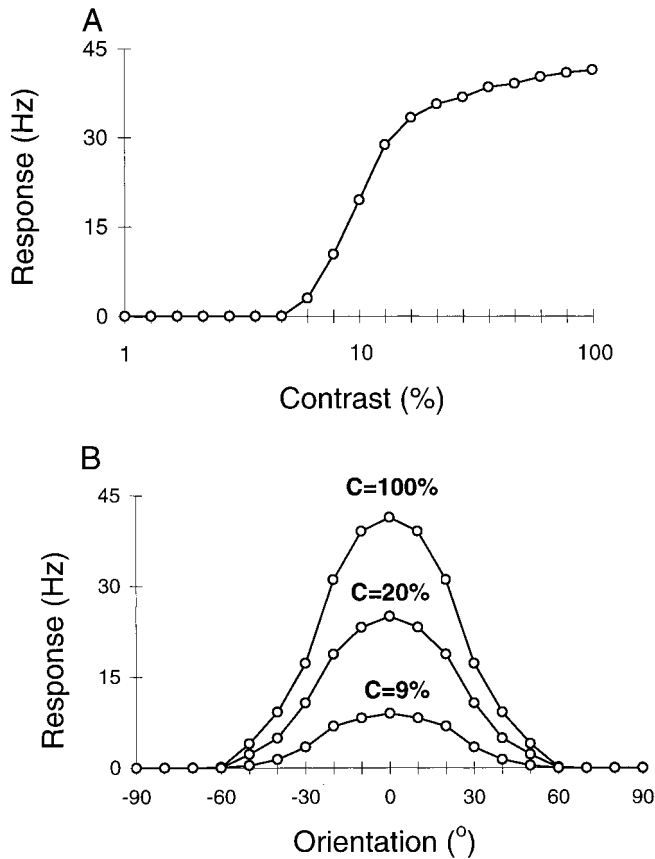 A
Response (Hz)
45
30
15
0
1 10 100
Contrast (%)
B
Response (Hz)
45
30
15
0
C=100%
C=20%
C=9%
-90 -60 -30 0 30 60 90
Orientation (°)